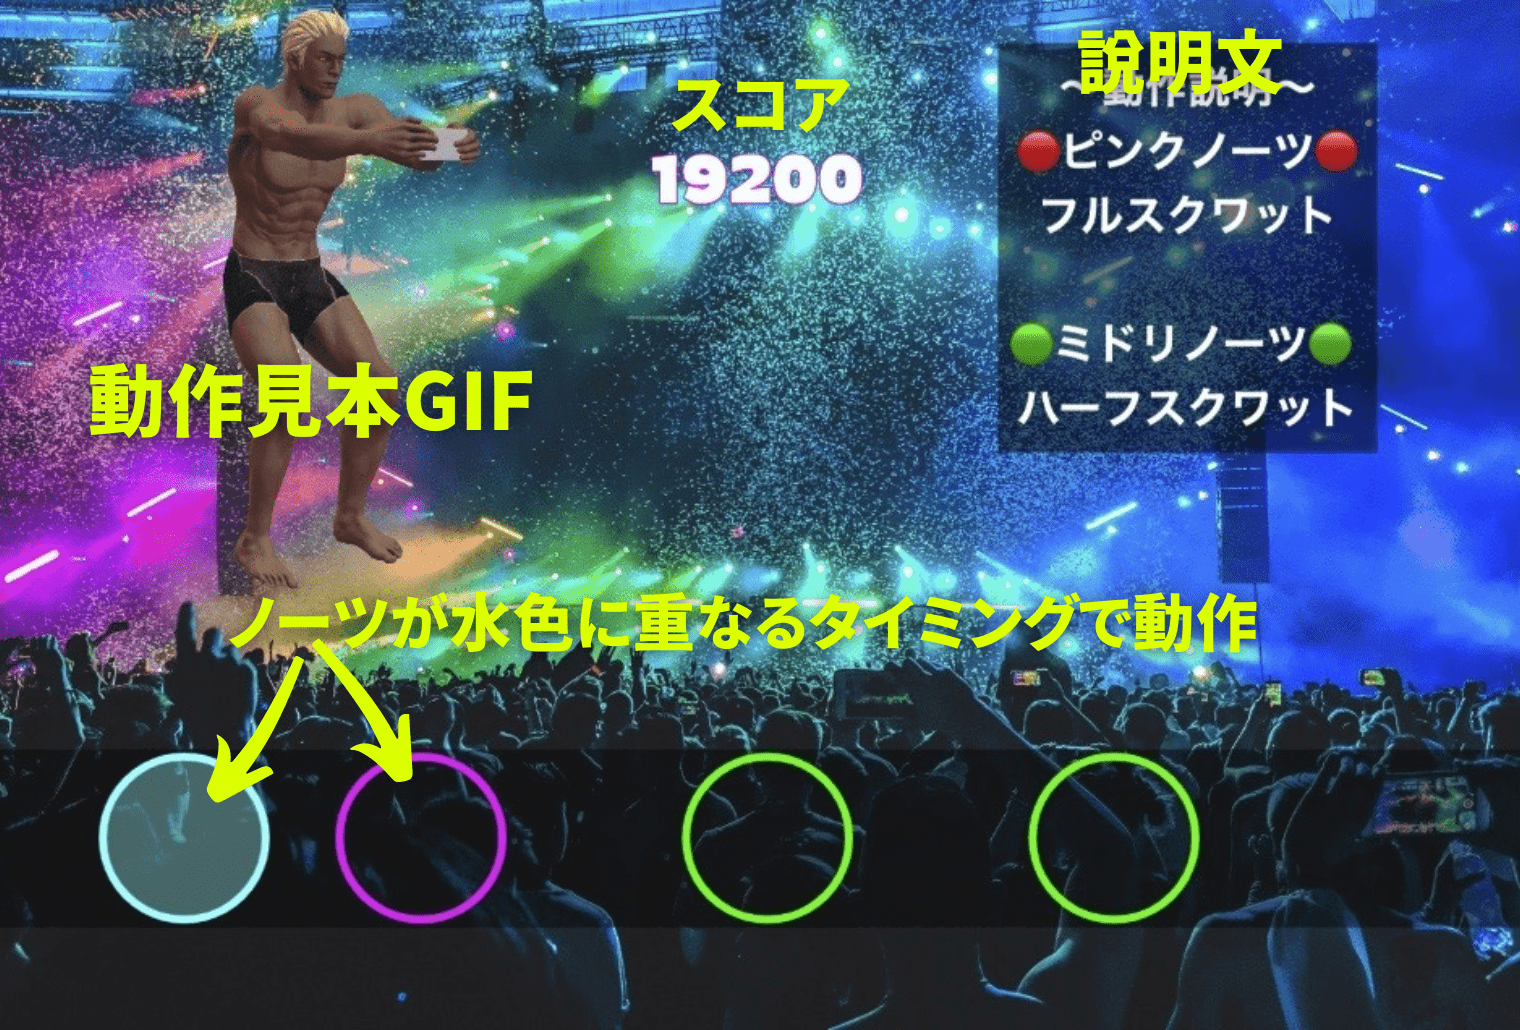 説明文
～動作説明～
スコア
19200
🔴ピンクノーツ🔴
フルスクワット
🟢ミドリノーツ🟢
ハーフスクワット
動作見本GIF
ノーツが水色に重なるタイミングで動作